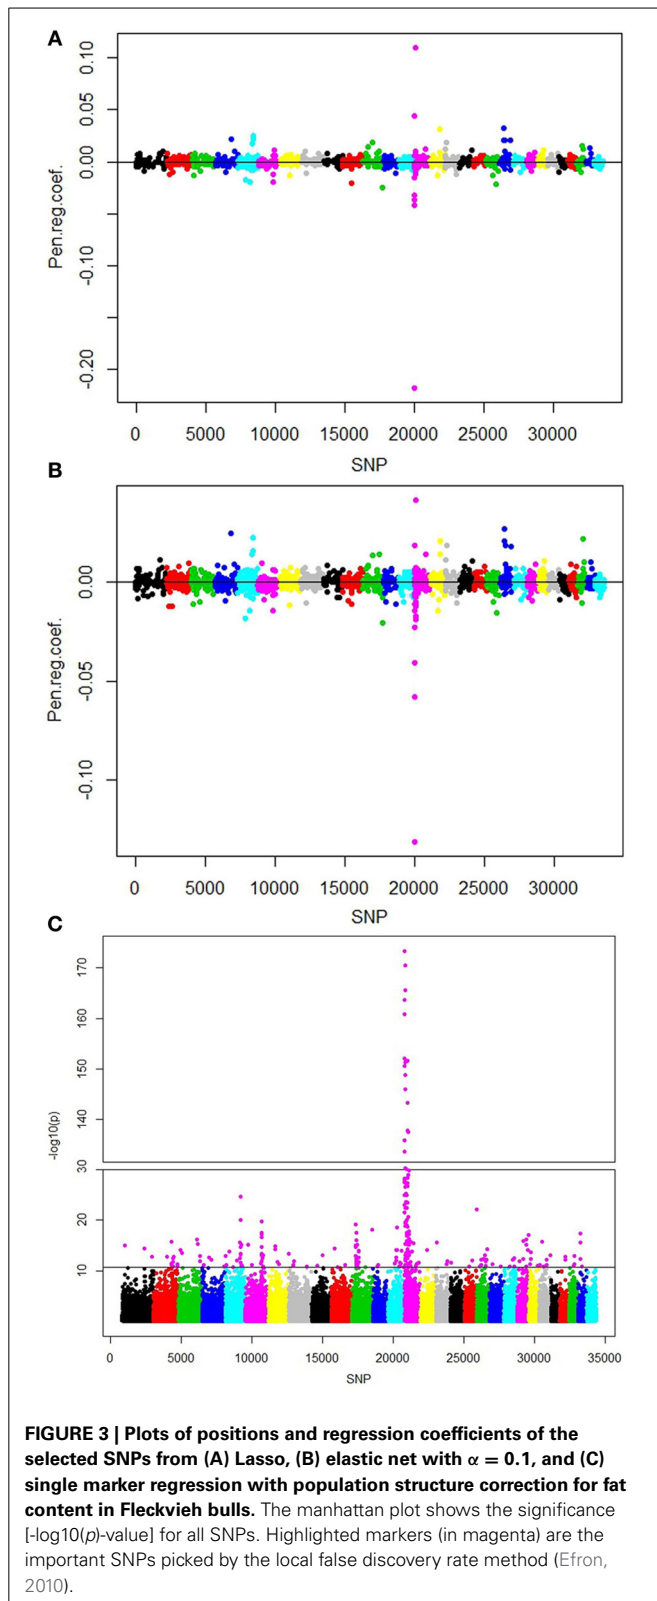 A
Pen.reg.coef.
0.10
0.05
0.00
-0.10
-0.20
0 5000 10000 15000 20000 25000 30000
SNP
B
Pen.reg.coef.
0.00
-0.05
-0.10
0 5000 10000 15000 20000 25000 30000
SNP
C
-log10(p)
170
160
150
140
30
20
10
0 5000 10000 15000 20000 25000 30000 35000
SNP
FIGURE 3 | Plots of positions and regression coefficients of the
selected SNPs from (A) Lasso, (B) elastic net with α = 0.1, and (C)
single marker regression with population structure correction for fat
content in Fleckvieh bulls. The manhattan plot shows the significance
[-log10(p)-value] for all SNPs. Highlighted markers (in magenta) are the
important SNPs picked by the local false discovery rate method (Efron,
2010).